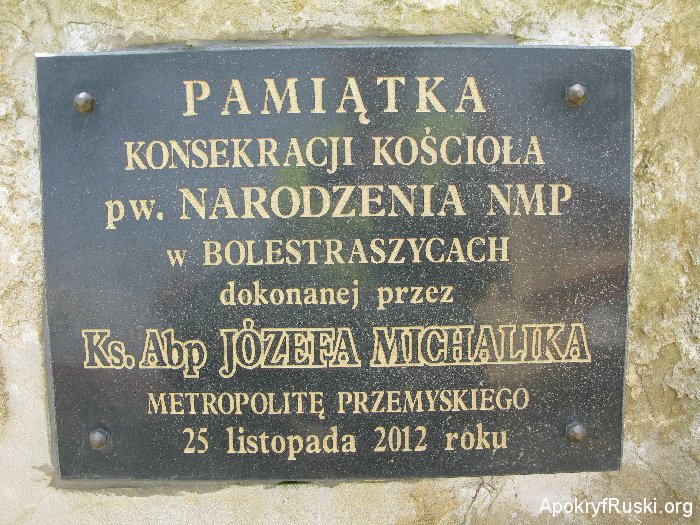 PAMIĄTKA
KONSEKRACJI KOŚCIOŁA
pw. NARODZENIA NMP
w BOLESTRASZYCACH
dokonanej przez
Ks. Abp JÓZEFA MICHALIKA
METROPOLITĘ PRZEMYSKIEGO
25 listopada 2012 roku
ApokryfRuski.org